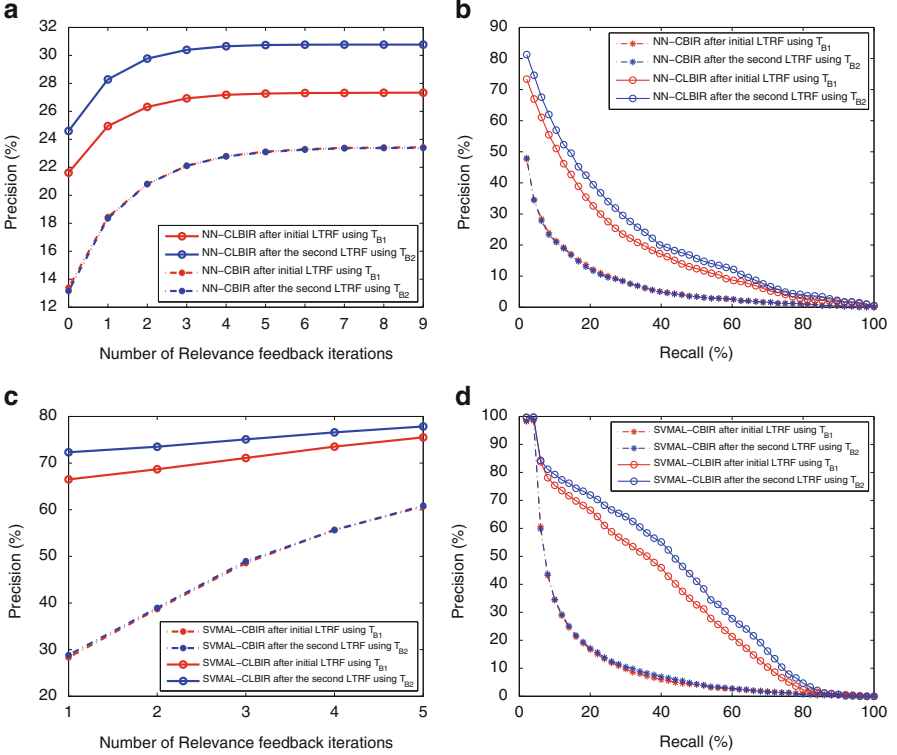 a
32
30
28
26
24
22
20
18
16
14
12
Precision (%)
NN−CLBIR after initial LTRF using TB1
NN−CLBIR after the second LTRF using TB2
NN−CBIR after initial LTRF using TB1
NN−CBIR after the second LTRF using TB2
0 1 2 3 4 5 6 7 8 9
Number of Relevance feedback iterations
b
90
80
70
60
50
40
30
20
10
0
Precision (%)
NN−CBIR after initial LTRF using TB1
NN−CBIR after the second LTRF using TB2
NN−CLBIR after initial LTRF using TB1
NN−CLBIR after the second LTRF using TB2
0 20 40 60 80 100
Recall (%)
c
80
70
60
50
40
30
20
Precision (%)
SVMAL−CBIR after initial LTRF using TB1
SVMAL−CBIR after the second LTRF using TB2
SVMAL−CLBIR after initial LTRF using TB1
SVMAL−CLBIR after the second LTRF using TB2
1 2 3 4 5
Number of Relevance feedback iterations
d
100
90
80
70
60
50
40
30
20
10
0
Precision (%)
SVMAL−CBIR after initial LTRF using TB1
SVMAL−CBIR after the second LTRF using TB2
SVMAL−CLBIR after initial LTRF using TB1
SVMAL−CLBIR after the second LTRF using TB2
0 20 40 60 80 100
Recall (%)